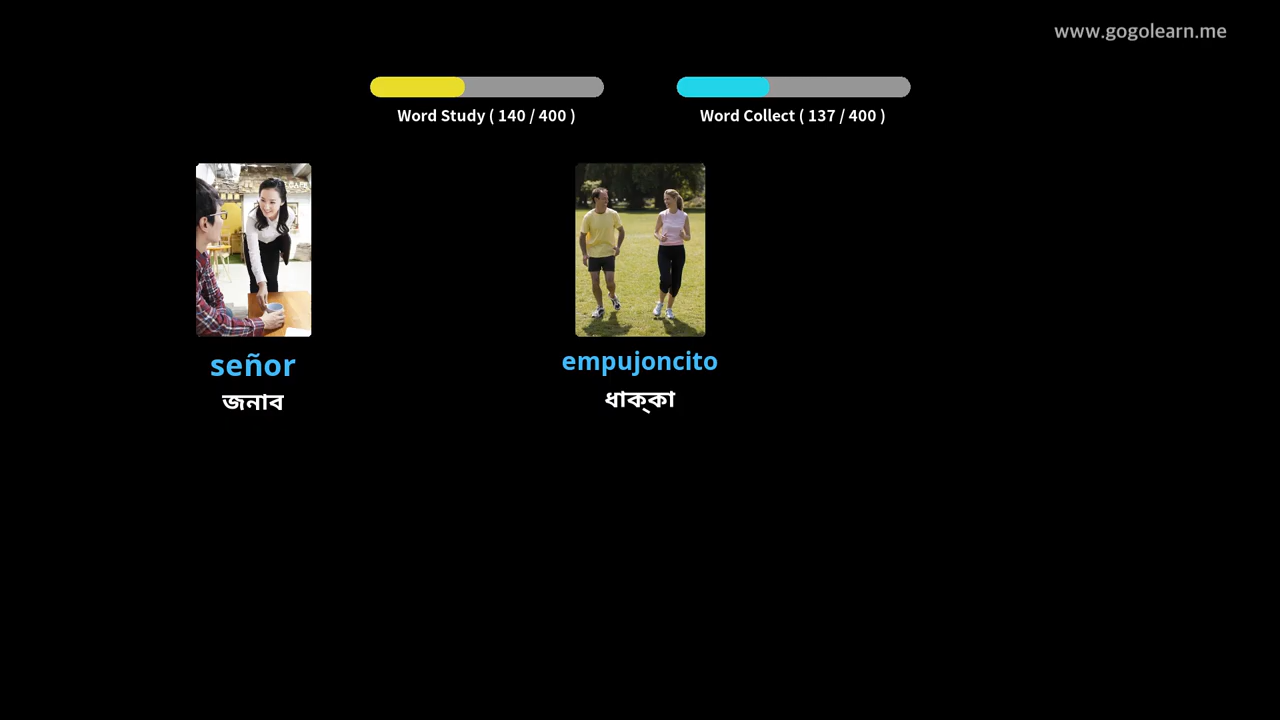 www.gogolearn.me
Word Study ( 140 / 400 )
Word Collect ( 137 / 400 )
señor
জনাব
empujoncito
ধাক্কা